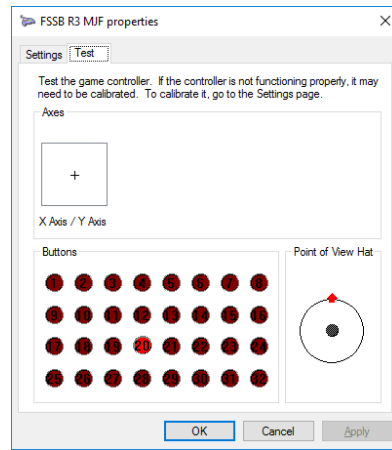 FSSB R3 MJF properties
Settings Test
Test the game controller. If the controller is not functioning properly, it may
need to be calibrated. To calibrate it, go to the Settings page.
Axes
X Axis / Y Axis
Buttons
Point of View Hat
1 2 3 4 5 6 7 8
9 10 11 12 13 14 15 16
17 18 19 20 21 22 23 24
25 26 27 28 29 30 31 32
OK Cancel Apply